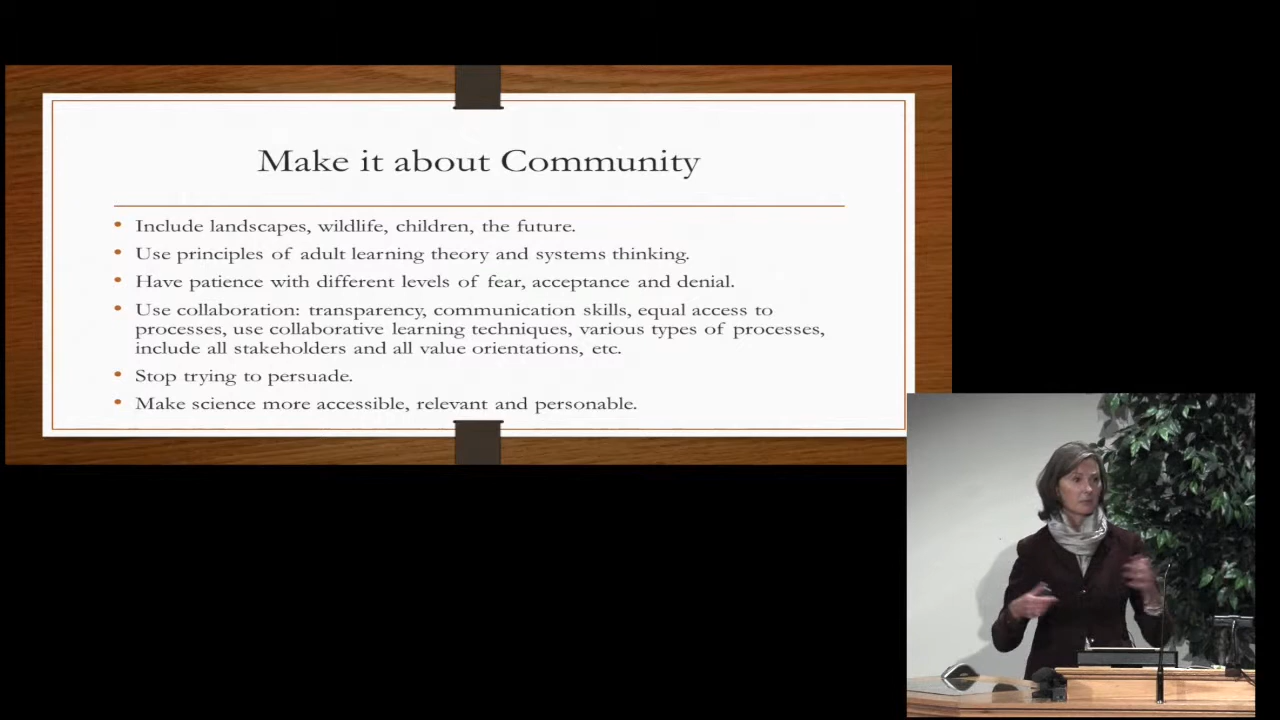 Make it about Community
• Include landscapes, wildlife, children, the future.
• Use principles of adult learning theory and systems thinking.
• Have patience with different levels of fear, acceptance and denial.
• Use collaboration: transparency, communication skills, equal access to
processes, use collaborative learning techniques, various types of processes,
include all stakeholders and all value orientations, etc.
• Stop trying to persuade.
• Make science more accessible, relevant and personable.